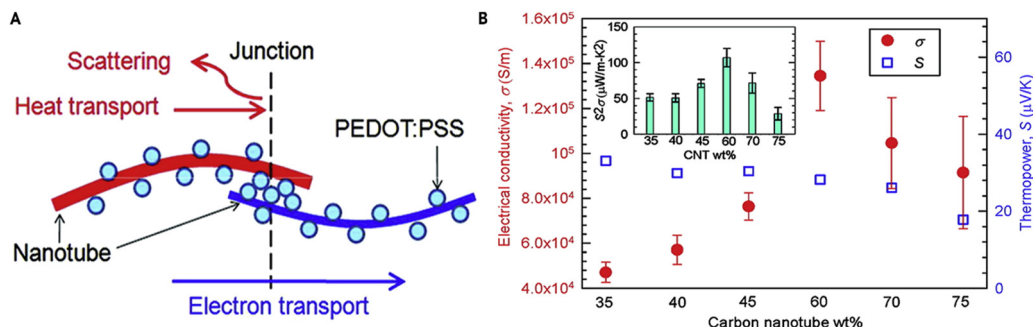 A
Junction
Scattering
Heat transport
PEDOT:PSS
Nanotube
Electron transport
B
Electrical conductivity, σ(S/m)
1.6x10⁵
1.4x10⁵
1.2x10⁵
10⁵
8.0x10⁴
6.0x10⁴
4.0x10⁴
S2σ(μW/m-K2)
150
100
50
0
35 40 45 60 70 75
CNT wt%
σ
S
60
40
20
0
Thermopower, S (μV/K)
35 40 45 60 70 75
Carbon nanotube wt%